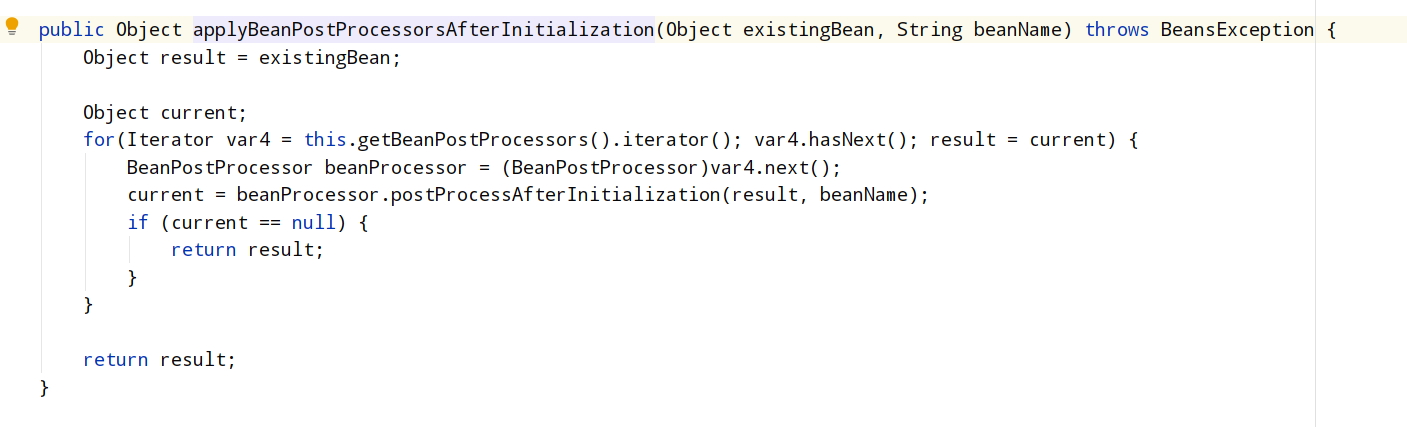 public Object applyBeanPostProcessorsAfterInitialization(Object existingBean, String beanName) throws BeansException {
    Object result = existingBean;

    Object current;
    for(Iterator var4 = this.getBeanPostProcessors().iterator(); var4.hasNext(); result = current) {
        BeanPostProcessor beanProcessor = (BeanPostProcessor)var4.next();
        current = beanProcessor.postProcessAfterInitialization(result, beanName);
        if (current == null) {
            return result;
        }
    }

    return result;
}